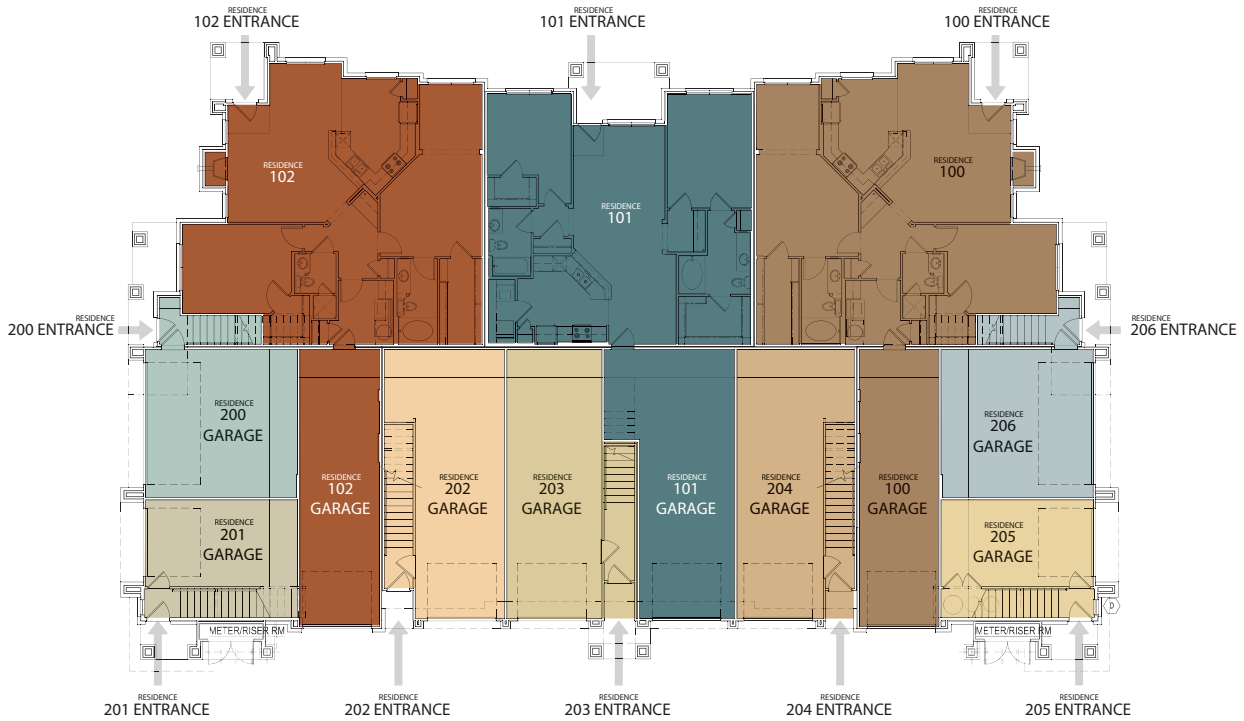 RESIDENCE
102 ENTRANCE
RESIDENCE
101 ENTRANCE
RESIDENCE
100 ENTRANCE
RESIDENCE
102
RESIDENCE
101
RESIDENCE
100
RESIDENCE
200 ENTRANCE
RESIDENCE
206 ENTRANCE
RESIDENCE
200
GARAGE
RESIDENCE
206
GARAGE
RESIDENCE
102
GARAGE
RESIDENCE
202
GARAGE
RESIDENCE
203
GARAGE
RESIDENCE
101
GARAGE
RESIDENCE
204
GARAGE
RESIDENCE
100
GARAGE
RESIDENCE
201
GARAGE
RESIDENCE
205
GARAGE
D
METER/RISER RM
METER/RISER RM
RESIDENCE
201 ENTRANCE
RESIDENCE
202 ENTRANCE
RESIDENCE
203 ENTRANCE
RESIDENCE
204 ENTRANCE
RESIDENCE
205 ENTRANCE